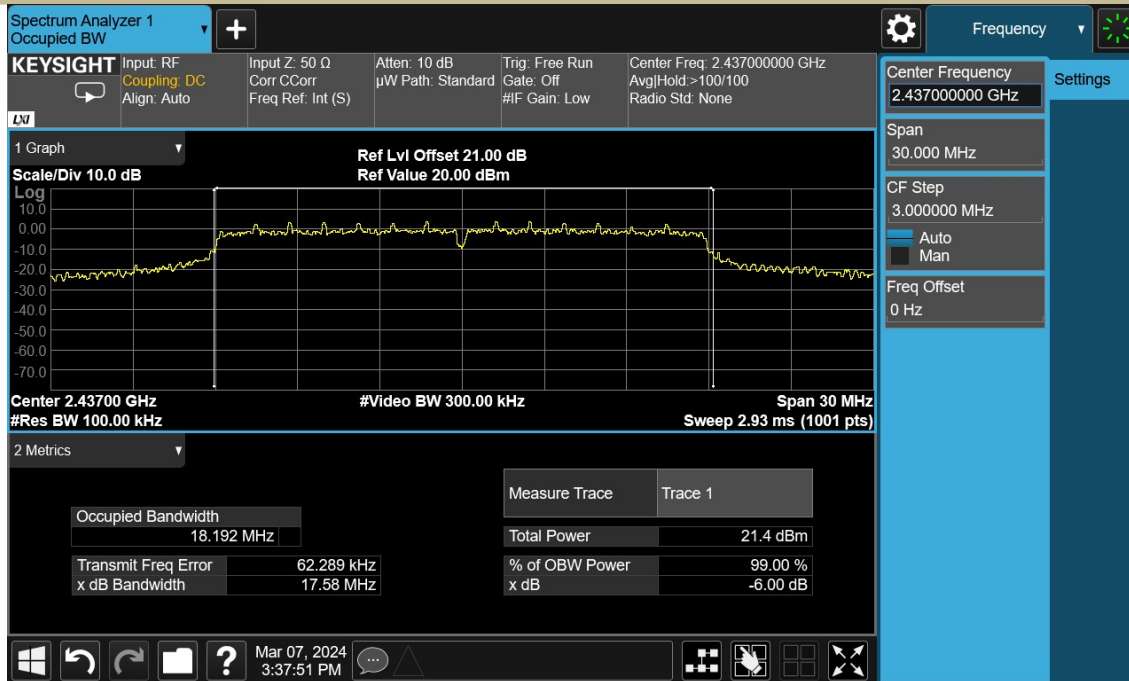 Spectrum Analyzer 1
Occupied BW
+
Frequency
KEYSIGHT
LXI
Input: RF
Coupling: DC
Align: Auto
Input Z: 50 Ω
Corr CCorr
Freq Ref: Int (S)
Atten: 10 dB
µW Path: Standard
Trig: Free Run
Gate: Off
#IF Gain: Low
Center Freq: 2.437000000 GHz
Avg|Hold:>100/100
Radio Std: None
Center Frequency
2.437000000 GHz
Settings
Span
30.000 MHz
CF Step
3.000000 MHz
Auto
Man
Freq Offset
0 Hz
1 Graph
Scale/Div 10.0 dB
Ref Lvl Offset 21.00 dB
Ref Value 20.00 dBm
Log
10.0
0.00
-10.0
-20.0
-30.0
-40.0
-50.0
-60.0
-70.0
Center 2.43700 GHz
#Video BW 300.00 kHz
Span 30 MHz
#Res BW 100.00 kHz
Sweep 2.93 ms (1001 pts)
2 Metrics
Measure Trace
Trace 1
Occupied Bandwidth
18.192 MHz
Total Power
21.4 dBm
Transmit Freq Error
62.289 kHz
% of OBW Power
99.00 %
x dB Bandwidth
17.58 MHz
x dB
-6.00 dB
?
Mar 07, 2024
3:37:51 PM